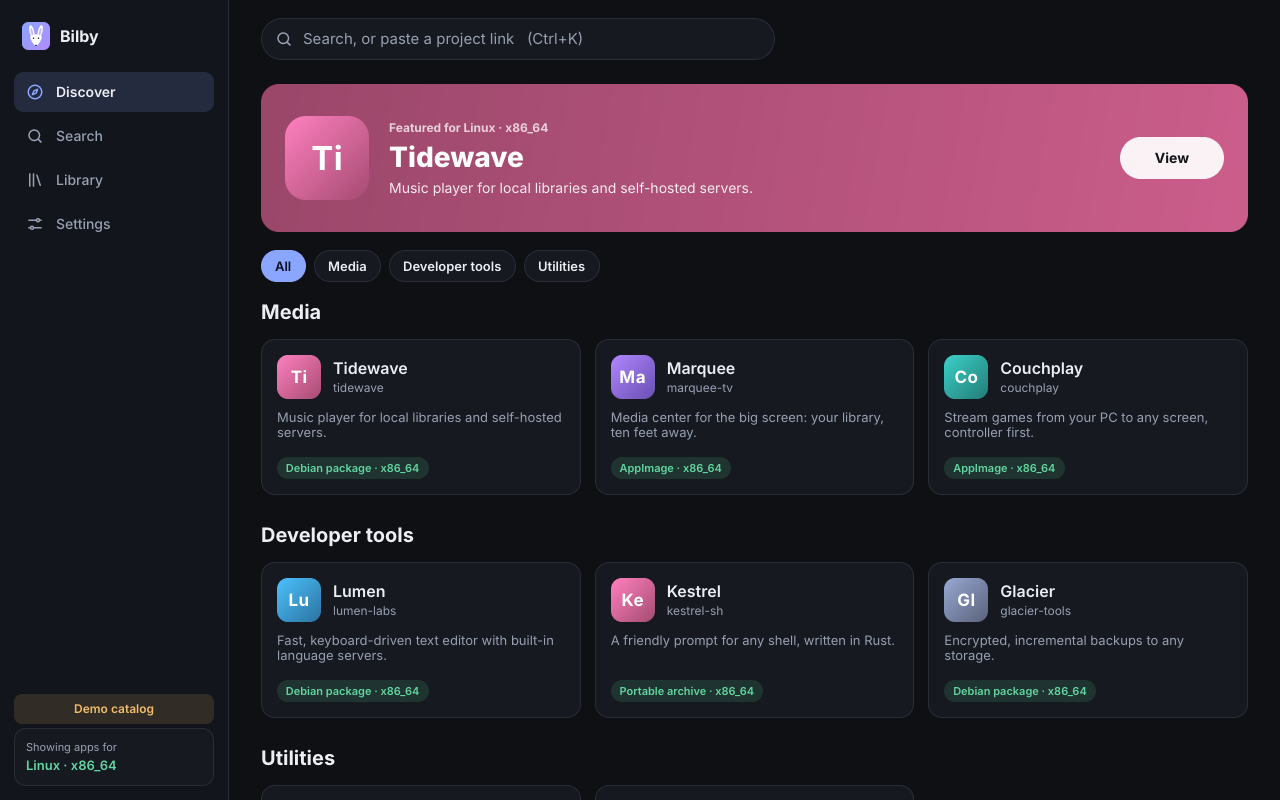 Bilby
Discover
Search
Library
Settings
Demo catalog
Showing apps for
Linux · x86_64
Search, or paste a project link (Ctrl+K)
Ti
Featured for Linux · x86_64
Tidewave
Music player for local libraries and self-hosted servers.
View
All
Media
Developer tools
Utilities
Media
Ti
Tidewave
tidewave
Music player for local libraries and self-hosted
servers.
Debian package · x86_64
Ma
Marquee
marquee-tv
Media center for the big screen: your library,
ten feet away.
AppImage · x86_64
Co
Couchplay
couchplay
Stream games from your PC to any screen,
controller first.
AppImage · x86_64
Developer tools
Lu
Lumen
lumen-labs
Fast, keyboard-driven text editor with built-in
language servers.
Debian package · x86_64
Ke
Kestrel
kestrel-sh
A friendly prompt for any shell, written in Rust.
Portable archive · x86_64
Gl
Glacier
glacier-tools
Encrypted, incremental backups to any
storage.
Debian package · x86_64
Utilities